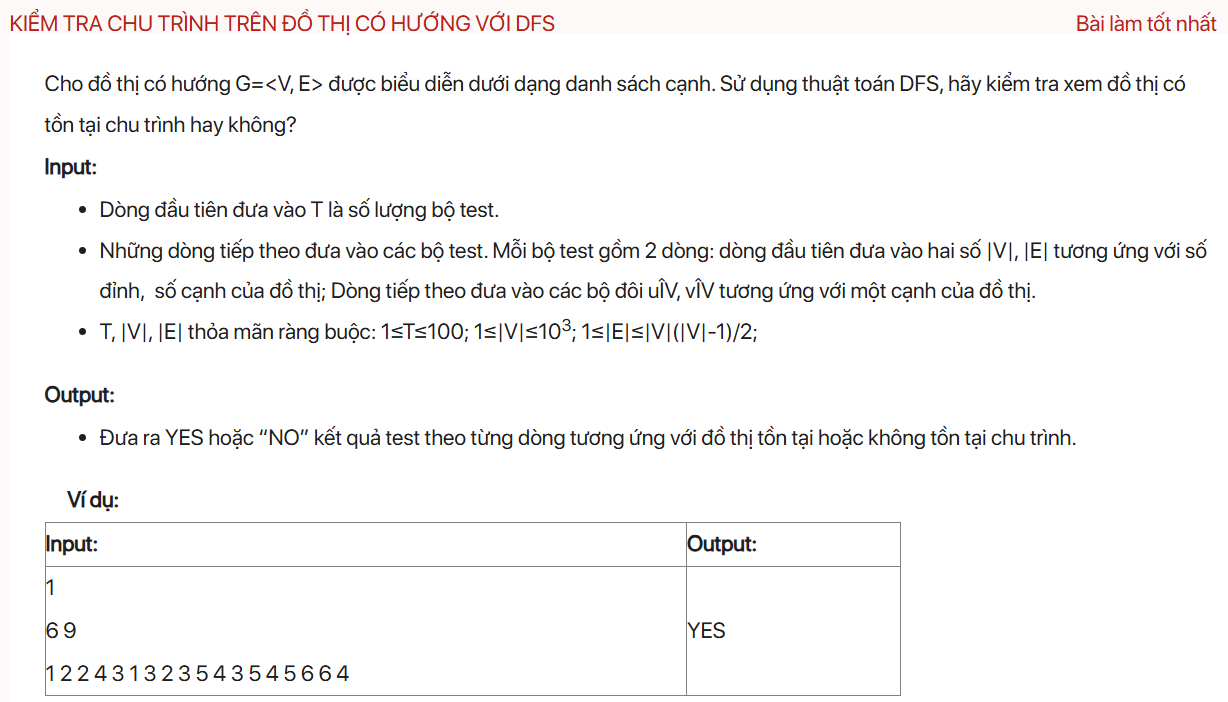 KIỂM TRA CHU TRÌNH TRÊN ĐỒ THỊ CÓ HƯỚNG VỚI DFS
Bài làm tốt nhất
Cho đồ thị có hướng G=<V, E> được biểu diễn dưới dạng danh sách cạnh. Sử dụng thuật toán DFS, hãy kiểm tra xem đồ thị có
tồn tại chu trình hay không?
Input:
• Dòng đầu tiên đưa vào T là số lượng bộ test.
• Những dòng tiếp theo đưa vào các bộ test. Mỗi bộ test gồm 2 dòng: dòng đầu tiên đưa vào hai số |V|, |E| tương ứng với số
đỉnh, số cạnh của đồ thị; Dòng tiếp theo đưa vào các bộ đôi uÎV, vÎV tương ứng với một cạnh của đồ thị.
• T, |V|, |E| thỏa mãn ràng buộc: 1≤T≤100; 1≤|V|≤10³; 1≤|E|≤|V|(|V|-1)/2;
Output:
• Đưa ra YES hoặc “NO” kết quả test theo từng dòng tương ứng với đồ thị tồn tại hoặc không tồn tại chu trình.
Ví dụ:
Input:
Output:
1
6 9
YES
1 2 2 4 3 1 3 2 3 5 4 3 5 4 5 6 6 4